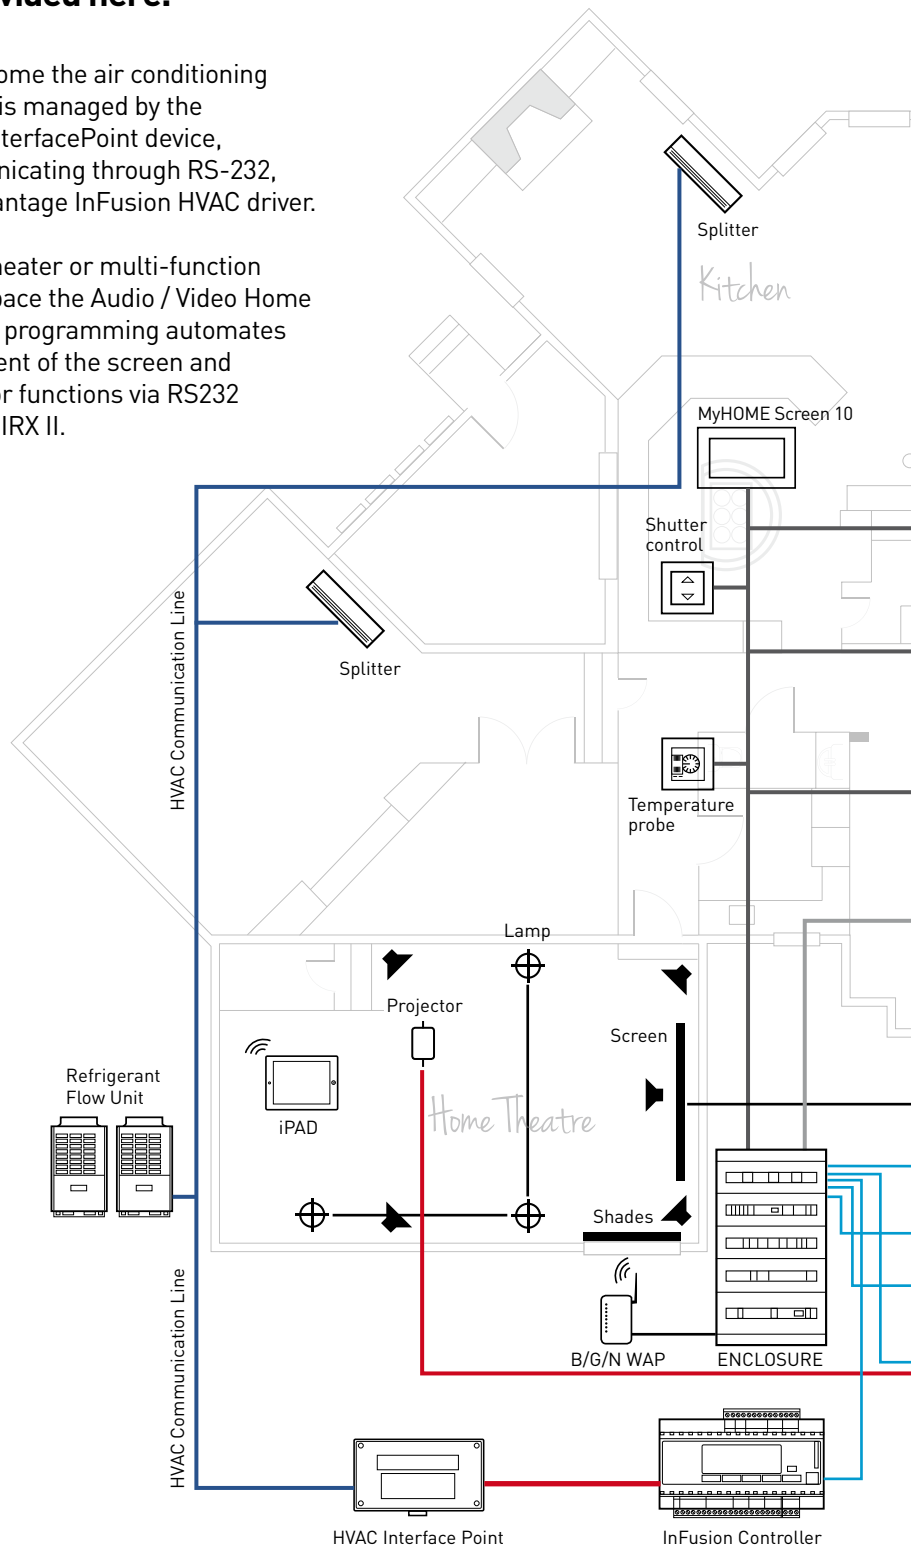 ome the air conditioning
is managed by the
terfacePoint device,
nicating through RS-232,
antage InFusion HVAC driver.
eater or multi-function
pace the Audio / Video Home
programming automates
ent of the screen and
or functions via RS232
IRX II.
Splitter
Kitchen
MyHOME Screen 10
Shutter
control
Splitter
HVAC Communication Line
Temperature
probe
Lamp
Projector
Screen
Refrigerant
Flow Unit
iPAD
Home Theatre
Shades
HVAC Communication Line
B/G/N WAP
ENCLOSURE
HVAC Interface Point
InFusion Controller